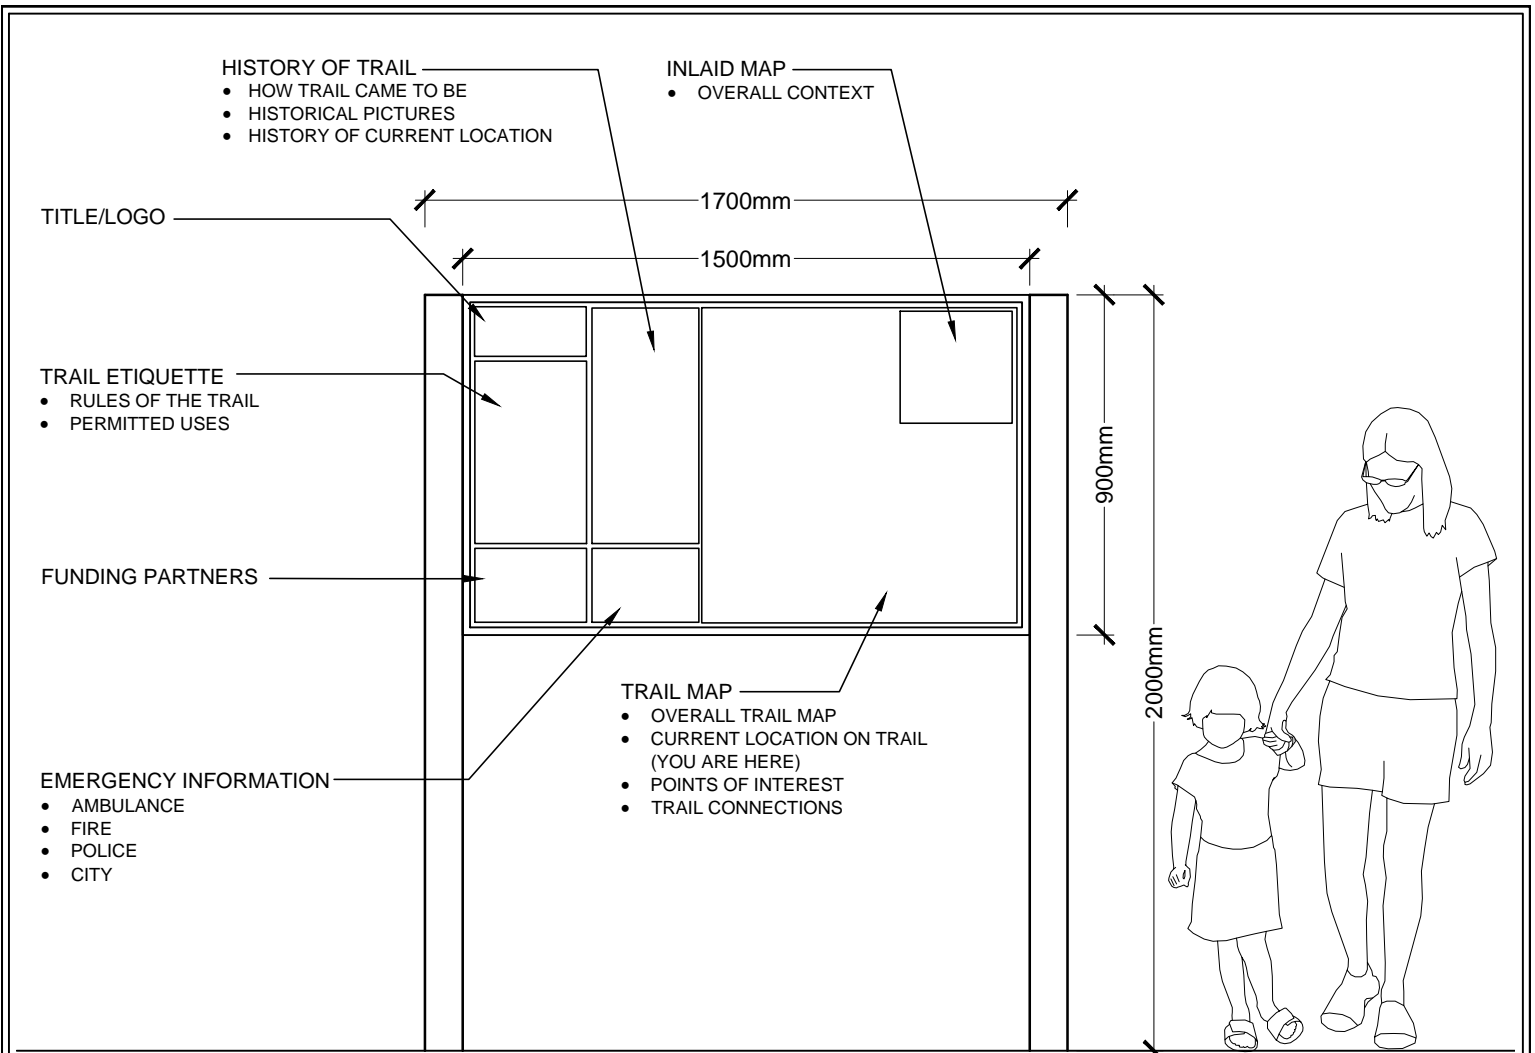 HISTORY OF TRAIL
• HOW TRAIL CAME TO BE
• HISTORICAL PICTURES
• HISTORY OF CURRENT LOCATION
INLAID MAP
• OVERALL CONTEXT
1700mm
TITLE/LOGO
1500mm
TRAIL ETIQUETTE
• RULES OF THE TRAIL
• PERMITTED USES
900mm
FUNDING PARTNERS
2000mm
TRAIL MAP
• OVERALL TRAIL MAP
• CURRENT LOCATION ON TRAIL
(YOU ARE HERE)
• POINTS OF INTEREST
• TRAIL CONNECTIONS
EMERGENCY INFORMATION
• AMBULANCE
• FIRE
• POLICE
• CITY